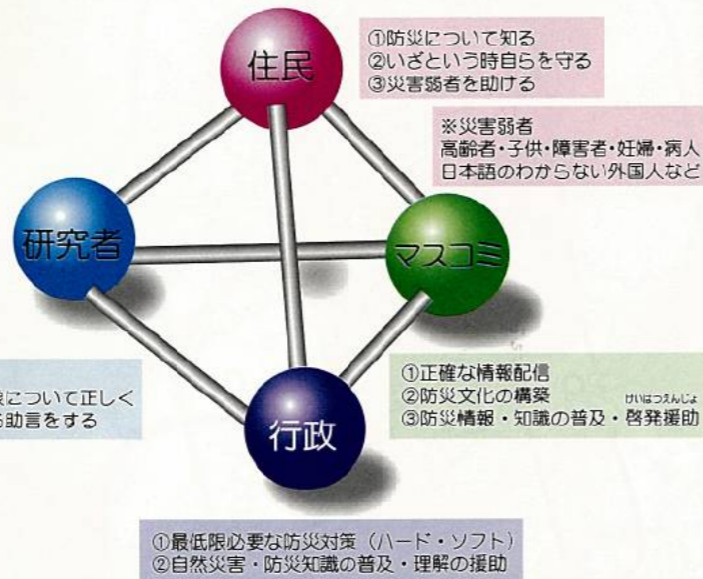 住民
①防災について知る
②いざという時自らを守る
③災害弱者を助ける
※災害弱者
高齢者・子供・障害者・妊婦・病人
日本語のわからない外国人など
研究者
マスコミ
について正しく
助言をする
①正確な情報配信
②防災文化の構築
けいはつえんじょ
③防災情報・知識の普及・啓発援助
行政
①最低限必要な防災対策（ハード・ソフト）
②自然災害・防災知識の普及・理解の援助